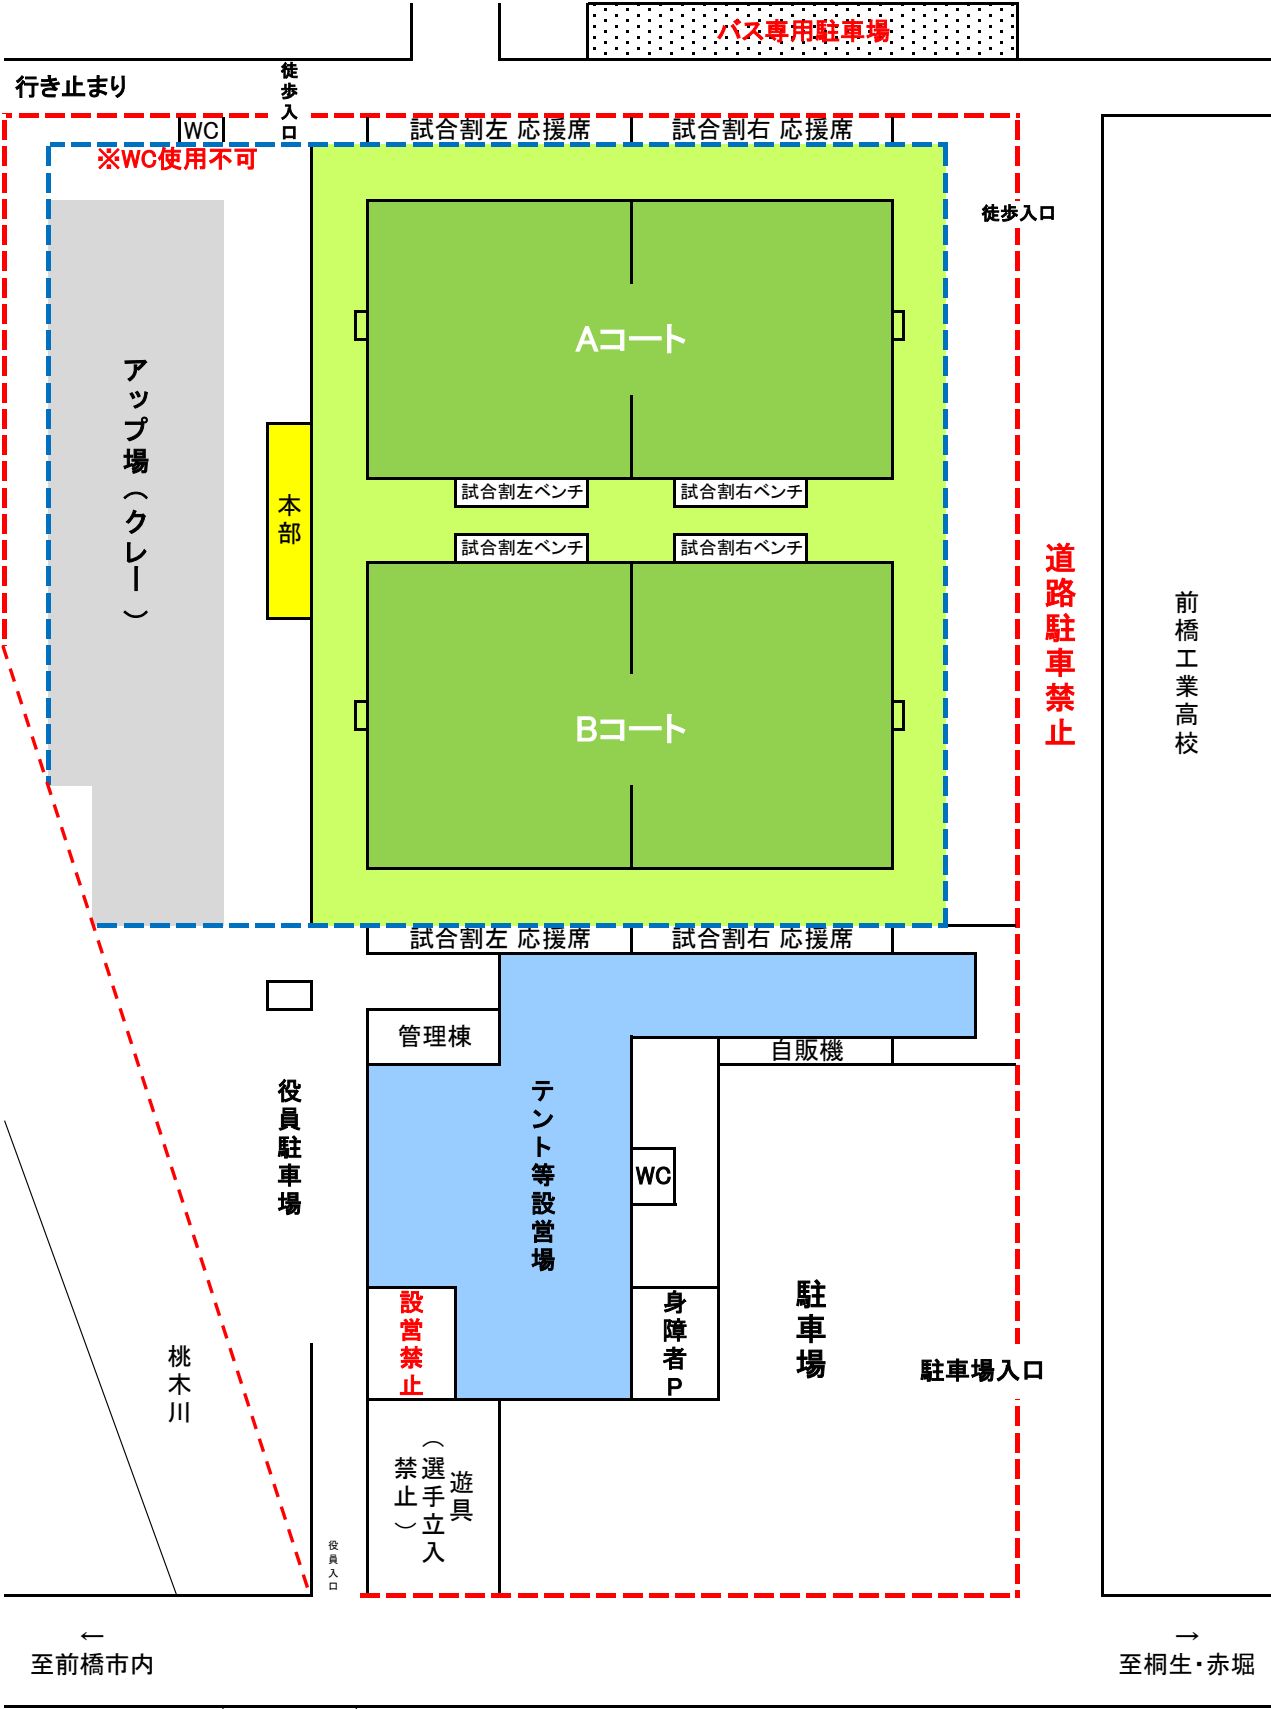 バス専用駐車場
行き止まり
徒歩入口
WC
※WC使用不可
試合割左 応援席
試合割右 応援席
徒歩入口
Aコート
アップ場（クレー）
本部
試合割左ベンチ
試合割右ベンチ
試合割左ベンチ
試合割右ベンチ
道路駐車禁止
前橋工業高校
Bコート
試合割左 応援席
試合割右 応援席
管理棟
自販機
役員駐車場
テント等設営場
WC
設営禁止
身障者P
駐車場
駐車場入口
桃木川
遊具
（選手立入
禁止）
役員入口
←
至前橋市内
→
至桐生・赤堀